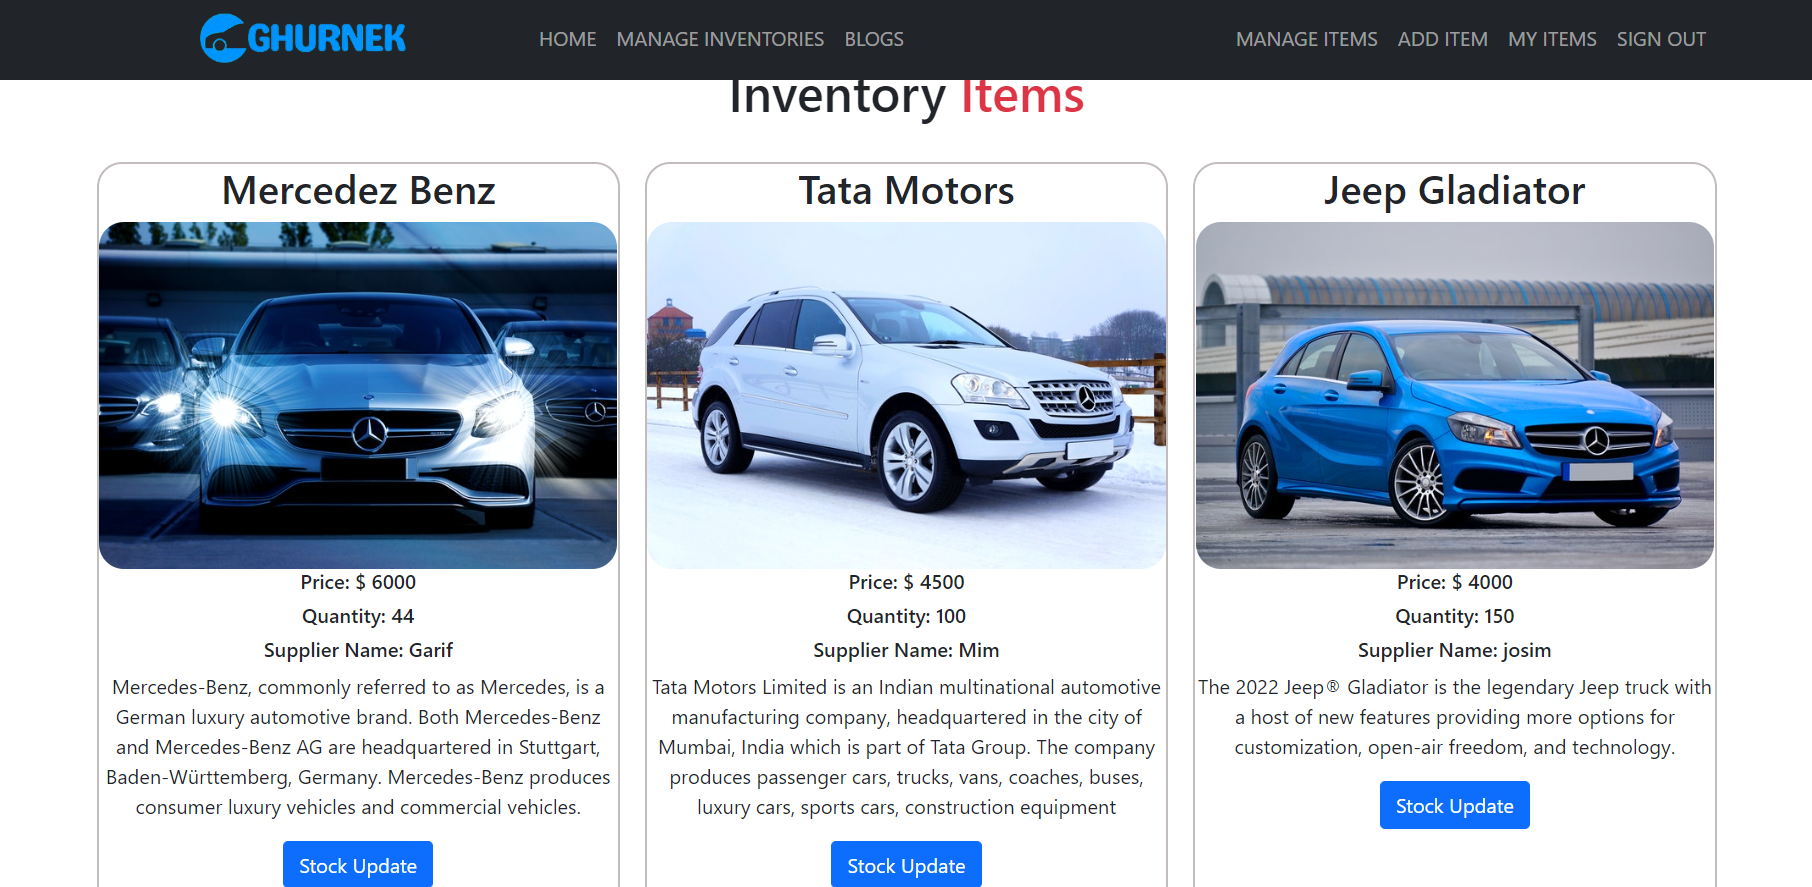 GHURNEK
HOME MANAGE INVENTORIES BLOGS MANAGE ITEMS ADD ITEM MY ITEMS SIGN OUT
Inventory Items
Mercedez Benz
Price: $ 6000
Quantity: 44
Supplier Name: Garif
Mercedes-Benz, commonly referred to as Mercedes, is a
German luxury automotive brand. Both Mercedes-Benz
and Mercedes-Benz AG are headquartered in Stuttgart,
Baden-Württemberg, Germany. Mercedes-Benz produces
consumer luxury vehicles and commercial vehicles.
Stock Update
Tata Motors
Price: $ 4500
Quantity: 100
Supplier Name: Mim
Tata Motors Limited is an Indian multinational automotive
manufacturing company, headquartered in the city of
Mumbai, India which is part of Tata Group. The company
produces passenger cars, trucks, vans, coaches, buses,
luxury cars, sports cars, construction equipment
Stock Update
Jeep Gladiator
Price: $ 4000
Quantity: 150
Supplier Name: josim
The 2022 Jeep® Gladiator is the legendary Jeep truck with
a host of new features providing more options for
customization, open-air freedom, and technology.
Stock Update